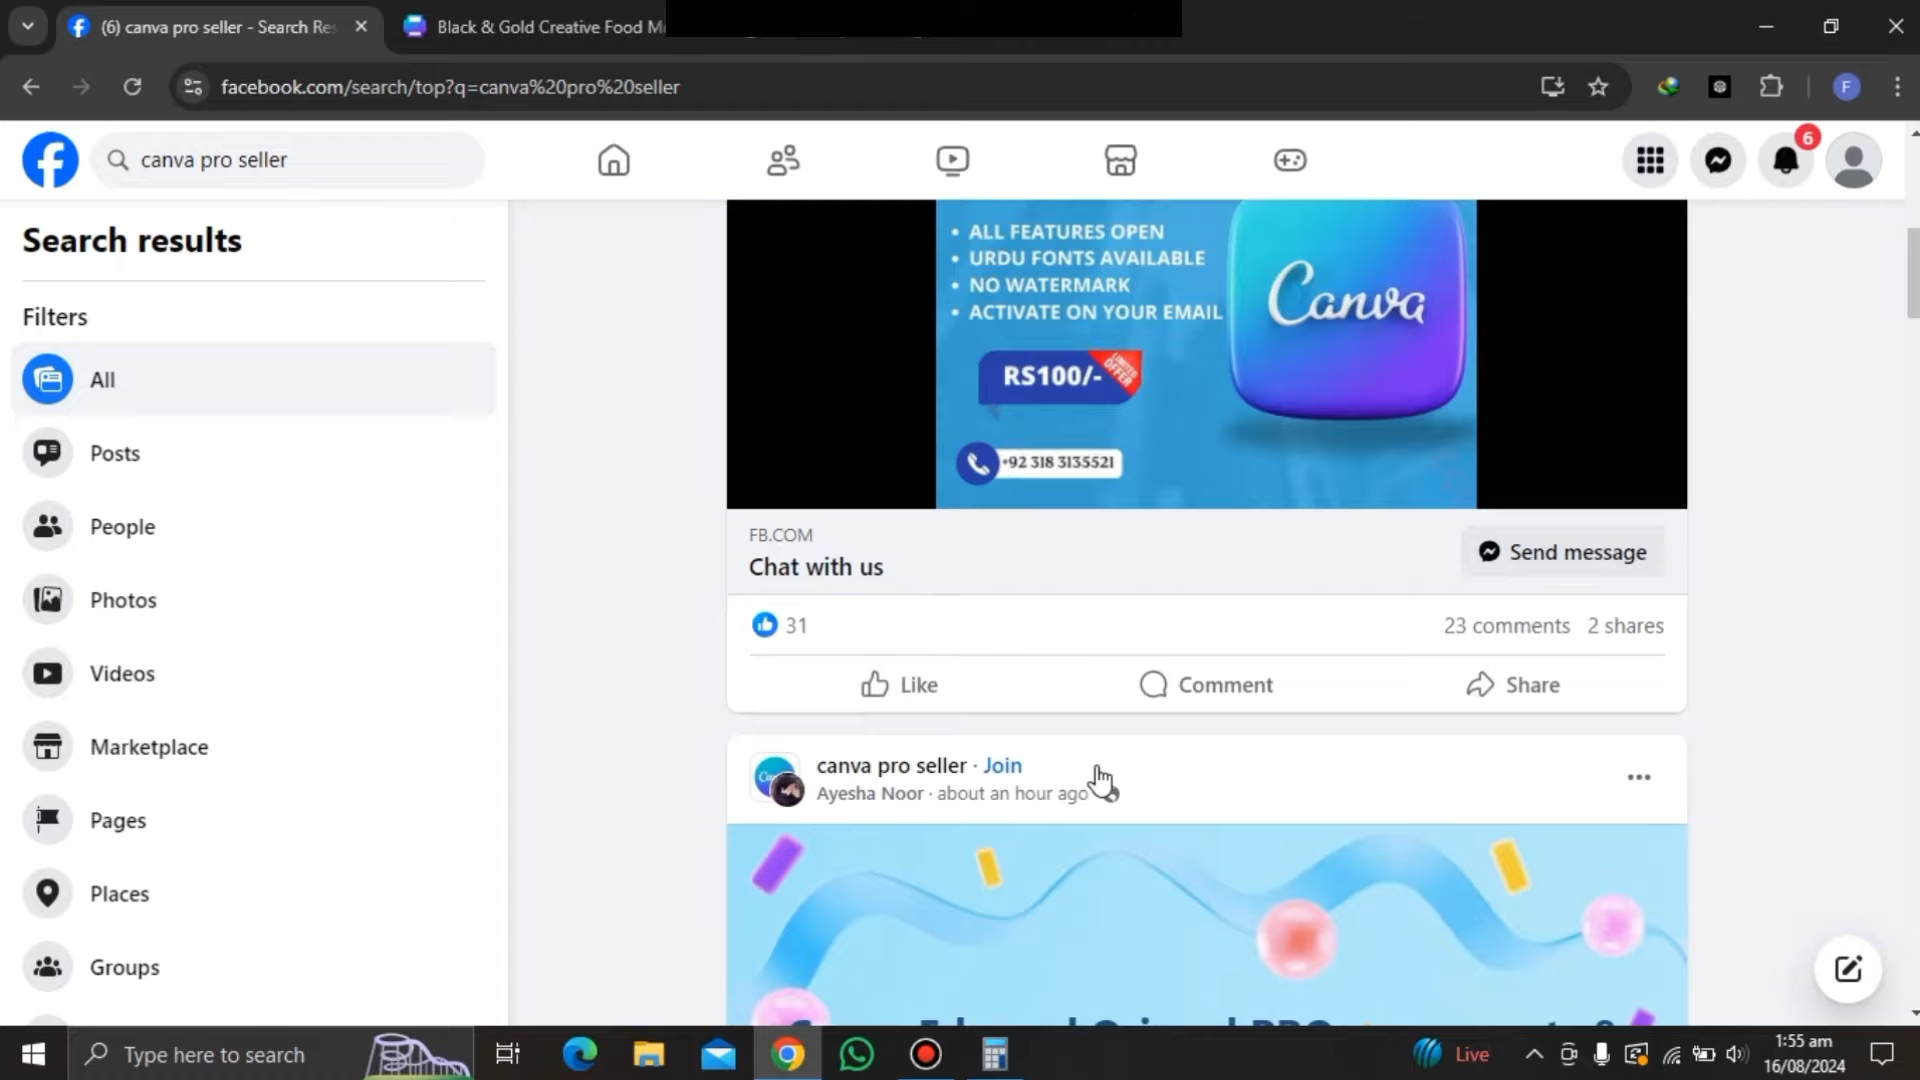 (6) canva pro seller - Search Res
Black & Gold Creative Food M
facebook.com/search/top?q=canva%20pro%20seller
F
canva pro seller
6
Search results
Filters
All
Posts
People
Photos
Videos
Marketplace
Pages
Places
Groups
• ALL FEATURES OPEN
• URDU FONTS AVAILABLE
• NO WATERMARK
• ACTIVATE ON YOUR EMAIL
Canva
RS100/-
LIMITED
OFFER
+92 318 3135521
FB.COM
Chat with us
Send message
31
23 comments 2 shares
Like
Comment
Share
canva pro seller · Join
Ayesha Noor · about an hour ago
Type here to search
Live
1:55 am
16/08/2024